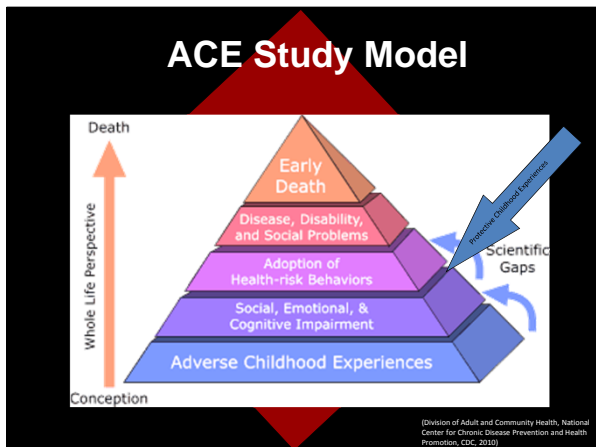 ACE Study Model
Death
Whole Life Perspective
Conception
Early
Death
Disease, Disability,
and Social Problems
Adoption of
Health-risk Behaviors
Social, Emotional, &
Cognitive Impairment
Adverse Childhood Experiences
Protective Childhood Experiences
Scientific
Gaps
(Division of Adult and Community Health, National
Center for Chronic Disease Prevention and Health
Promotion, CDC, 2010)